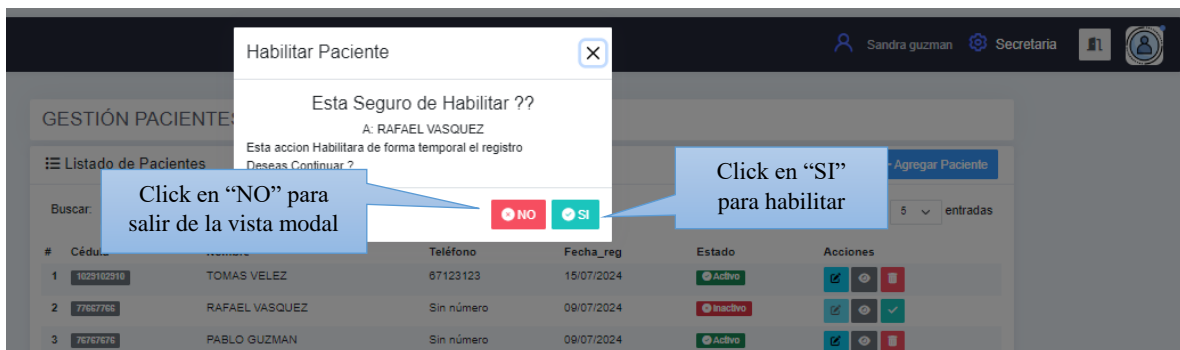 Habilitar Paciente
Sandra guzman
Secretaria
Esta Seguro de Habilitar ??
A: RAFAEL VASQUEZ
Esta accion Habilitara de forma temporal el registro
Deseas Continuar ?
NO
SI
GESTIÓN PACIENTES
Listado de Pacientes
Agregar Paciente
Click en “NO” para
salir de la vista modal
Click en “SI”
para habilitar
Buscar:
5 entradas
# Cédula Nombre Teléfono Fecha_reg Estado Acciones
1 1029102910 TOMAS VELEZ 67123123 15/07/2024 Activo
2 77667766 RAFAEL VASQUEZ Sin número 09/07/2024 Inactivo
3 76767676 PABLO GUZMAN Sin número 09/07/2024 Activo